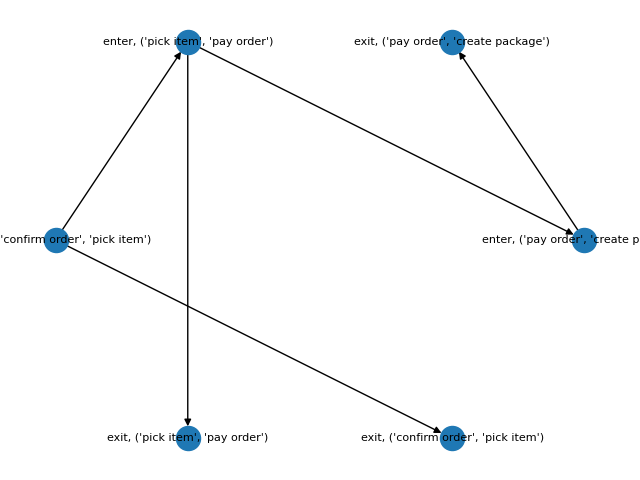 enter, ('pick item', 'pay order')
exit, ('pay order', 'create package')
'confirm order', 'pick item')
enter, ('pay order', 'create p
exit, ('pick item', 'pay order')
exit, ('confirm order', 'pick item')